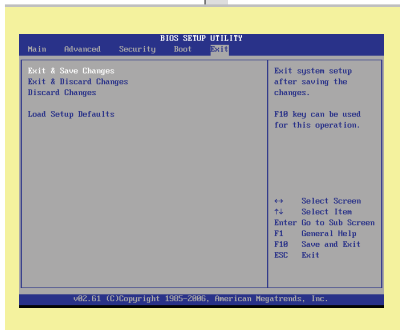 BIOS SETUP UTILITY
Main Advanced Security Boot Exit
Exit & Save Changes
Exit & Discard Changes
Discard Changes
Load Setup Defaults
Exit system setup
after saving the
changes.
F10 key can be used
for this operation.
↔ Select Screen
↑↓ Select Item
Enter Go to Sub Screen
F1 General Help
F10 Save and Exit
ESC Exit
v02.61 (C)Copyright 1985-2006, American Megatrends, Inc.